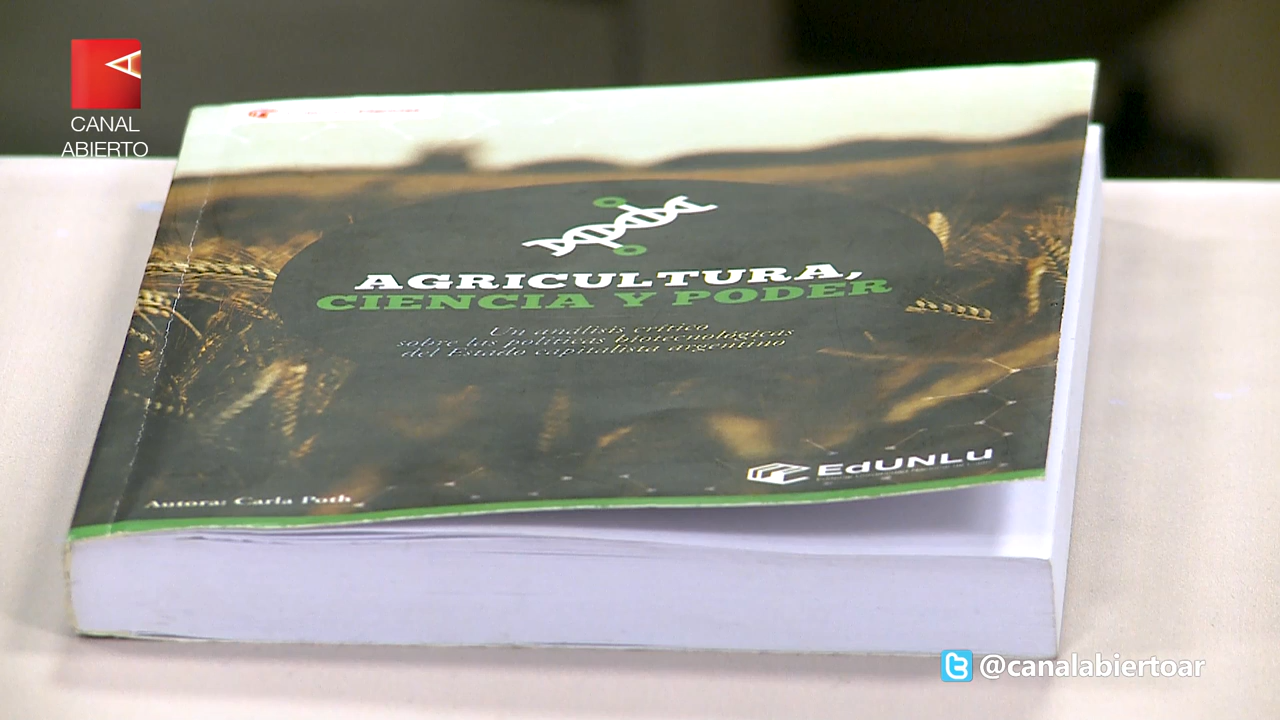 CANAL
ABIERTO
AGRICULTURA,
CIENCIA Y PODER
Un análisis crítico
sobre las políticas biotecnológicas
del Estado capitalista argentino
Autora: Carla Poth
EdUNLu
@canalabiertoar